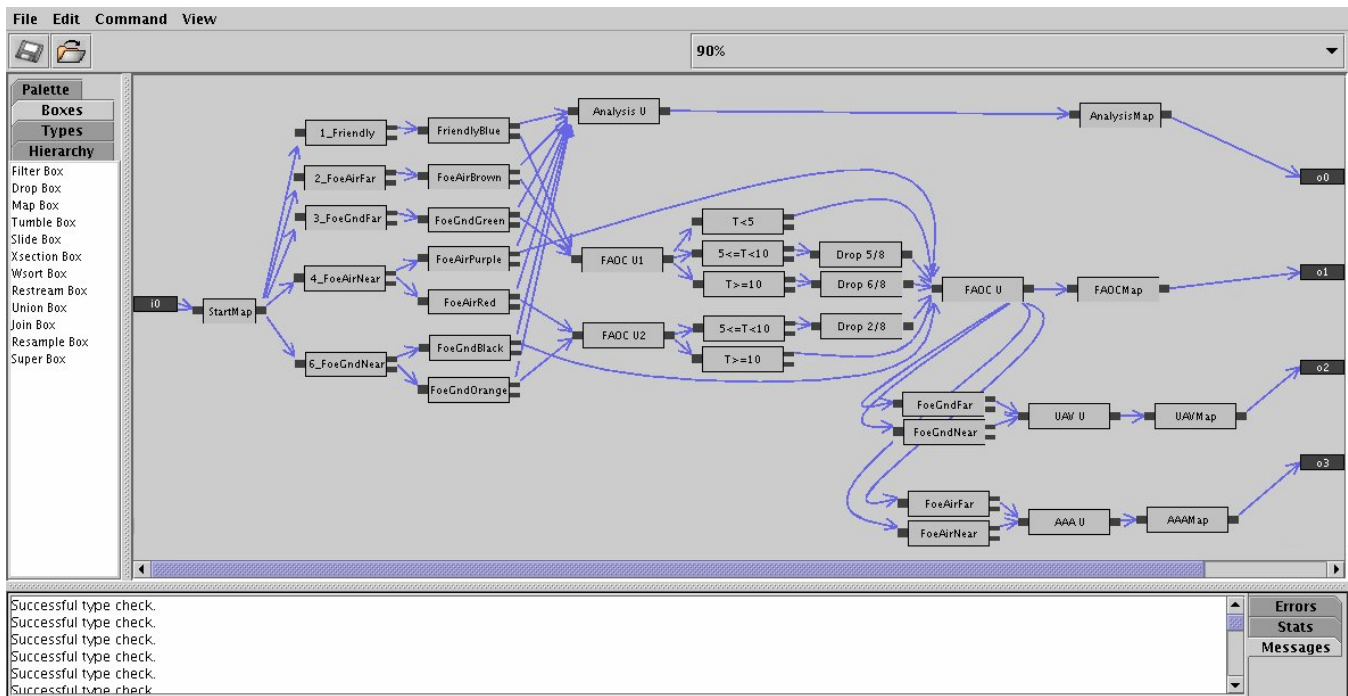 File Edit Command View
90%
Palette
Boxes
Types
Hierarchy
Filter Box
Drop Box
Map Box
Tumble Box
Slide Box
Xsection Box
Wsort Box
Restream Box
Union Box
Join Box
Resample Box
Super Box
i0
StartMap
1_Friendly
2_FoeAirFar
3_FoeGndFar
4_FoeAirNear
6_FoeGndNear
FriendlyBlue
FoeAirBrown
FoeGndGreen
FoeAirPurple
FoeAirRed
FoeGndBlack
FoeGndOrange
Analysis U
FAOC U1
FAOC U2
T<5
5<=T<10
T>=10
5<=T<10
T>=10
Drop 5/8
Drop 6/8
Drop 2/8
FAOC U
FAOCMap
AnalysisMap
FoeGndFar
FoeGndNear
UAV U
UAVMap
FoeAirFar
FoeAirNear
AAA U
AAAMap
o0
o1
o2
o3
Successful type check.
Successful type check.
Successful type check.
Successful type check.
Successful type check.
Successful type check.
Errors
Stats
Messages